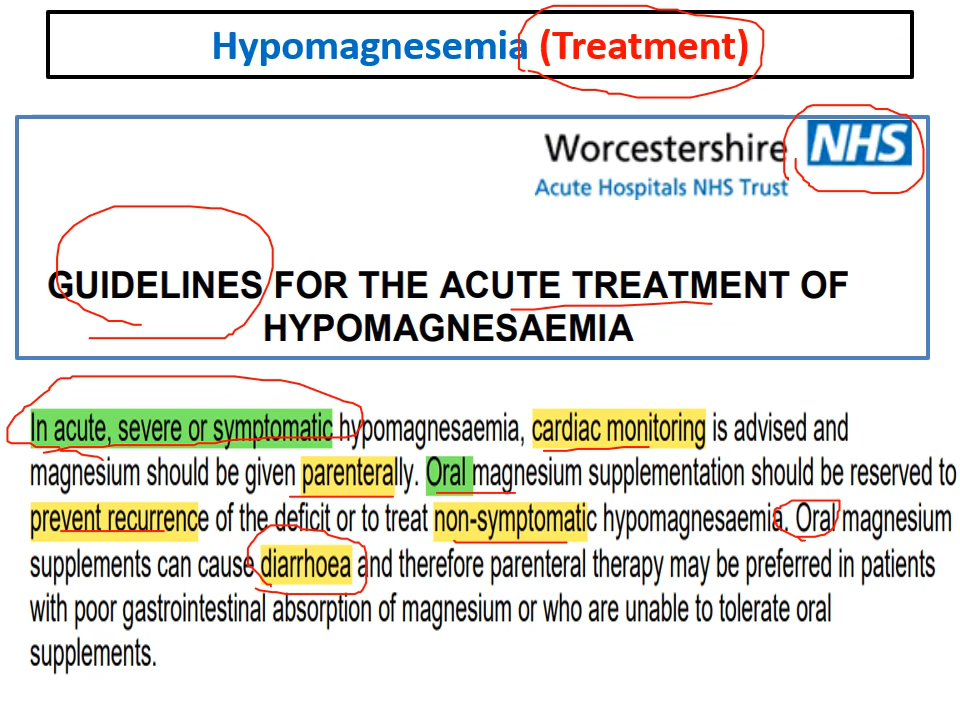 Hypomagnesemia (Treatment)
Worcestershire NHS
Acute Hospitals NHS Trust
GUIDELINES FOR THE ACUTE TREATMENT OF
HYPOMAGNESAEMIA
In acute, severe or symptomatic hypomagnesaemia, cardiac monitoring is advised and
magnesium should be given parenterally. Oral magnesium supplementation should be reserved to
prevent recurrence of the deficit or to treat non-symptomatic hypomagnesaemia. Oral magnesium
supplements can cause diarrhoea and therefore parenteral therapy may be preferred in patients
with poor gastrointestinal absorption of magnesium or who are unable to tolerate oral
supplements.